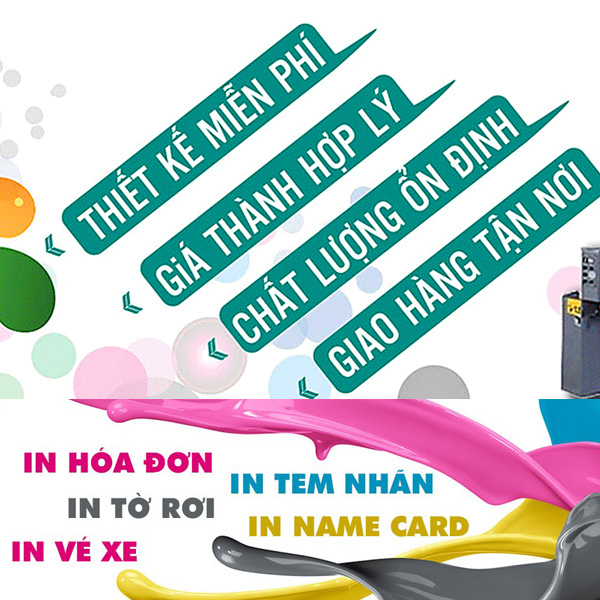 THIẾT KẾ MIỄN PHÍ
GiÁ THÀNH HỢP LÝ
CHẤT LƯỢNG ỔN ĐỊNH
GIAO HÀNG TẬN NƠI
IN HÓA ĐƠN
IN TEM NHÃN
IN TỜ RƠI
IN NAME CARD
IN VÉ XE